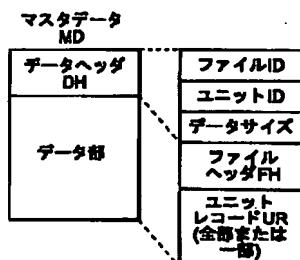 マスタデータ
MD
データヘッダ
DH
データ部
ファイルID
ユニットID
データサイズ
ファイル
ヘッダFH
ユニット
レコードUR
(全部または
一部)